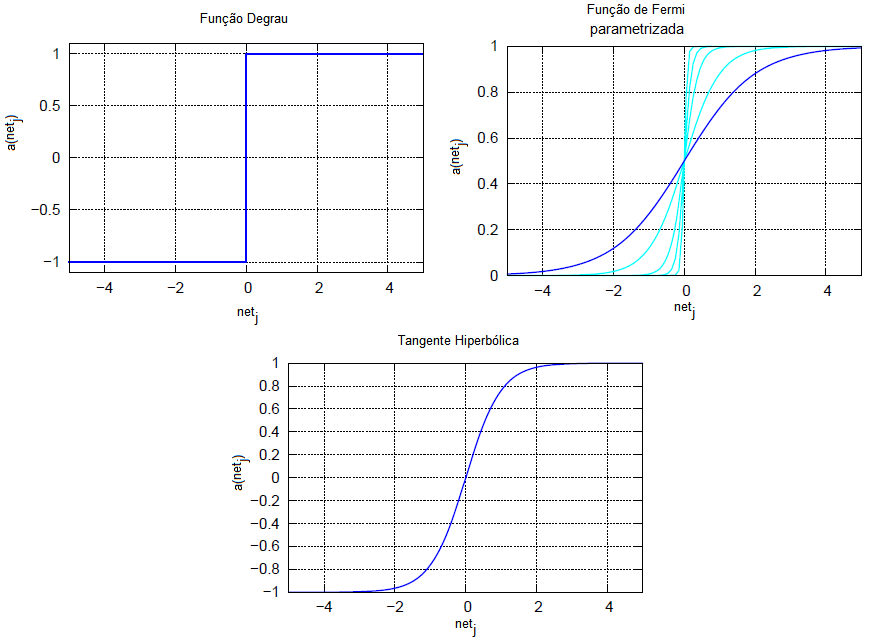 Função Degrau
1
0.5
0
−0.5
−1
a(netj)
−4 −2 0 2 4
netj
Função de Fermi
parametrizada
1
0.8
0.6
0.4
0.2
0
a(netj)
−4 −2 0 2 4
netj
Tangente Hiperbólica
1
0.8
0.6
0.4
0.2
0
−0.2
−0.4
−0.6
−0.8
−1
a(netj)
−4 −2 0 2 4
netj